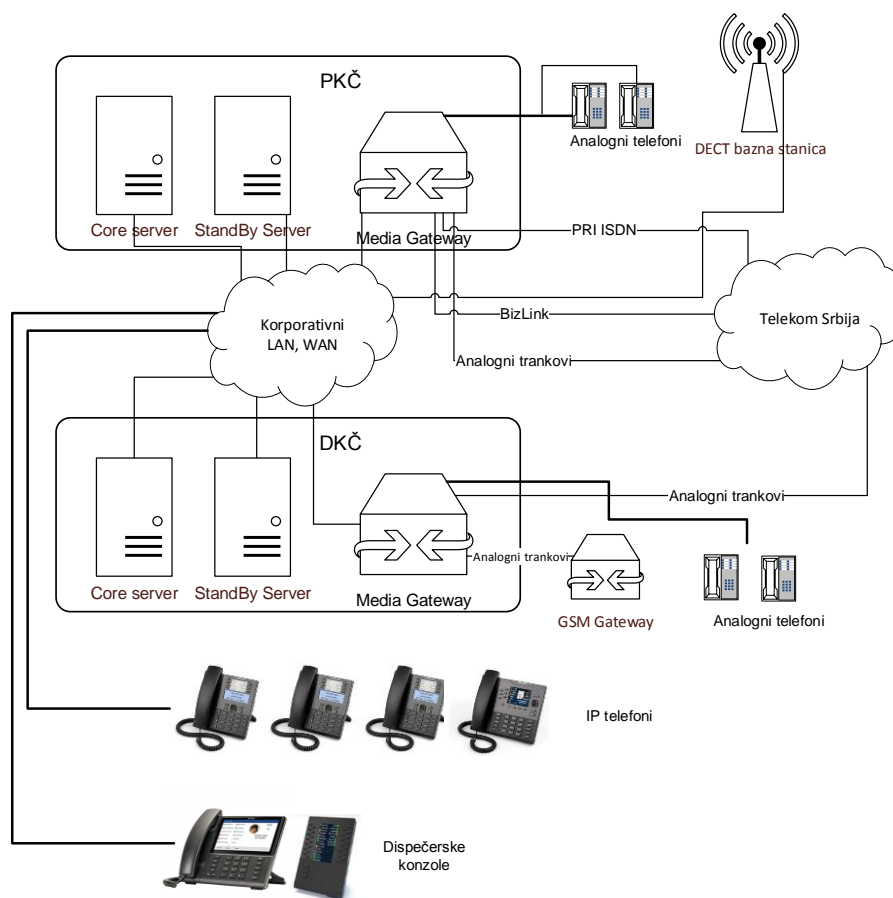 PKČ
Analogni telefoni
DECT bazna stanica
Core server
StandBy Server
Media Gateway
PRI ISDN
Korporativni
LAN, WAN
BizLink
Telekom Srbija
Analogni trankovi
DKČ
Analogni trankovi
Analogni trankovi
Core server
StandBy Server
Media Gateway
GSM Gateway
Analogni telefoni
IP telefoni
Dispečerske
konzole